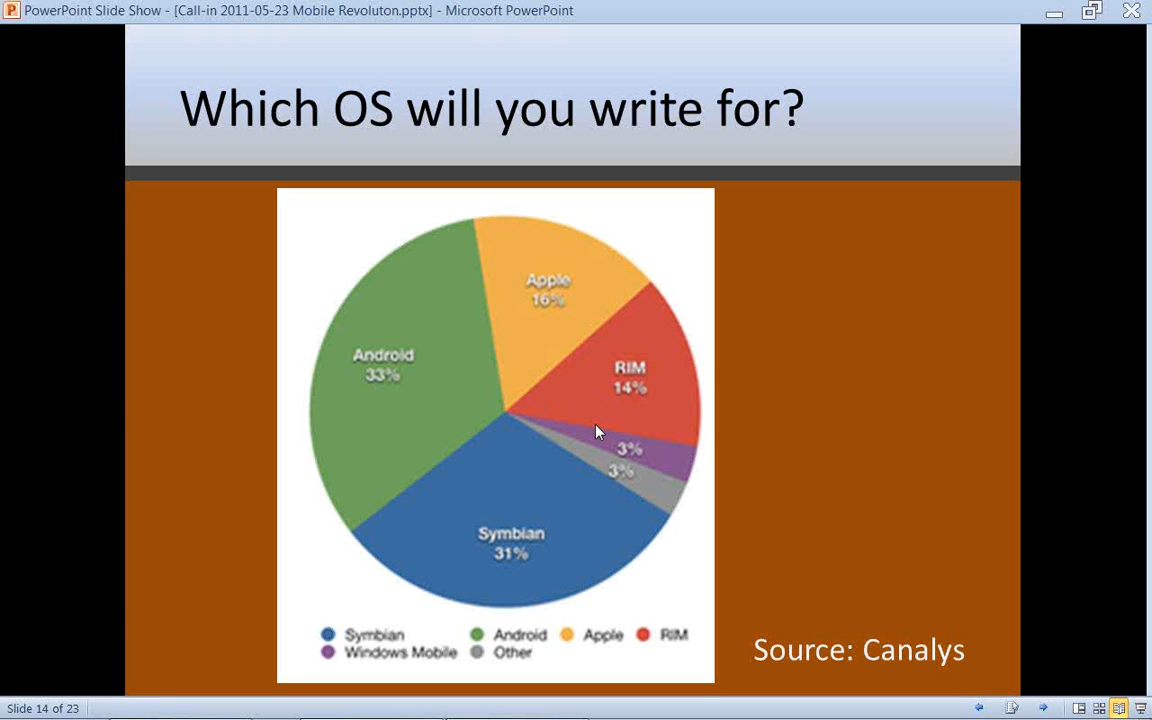 PowerPoint Slide Show - [Call-in 2011-05-23 Mobile Revoluton.pptx] - Microsoft PowerPoint
Which OS will you write for?
Apple
16%
Android
33%
RIM
14%
3%
3%
Symbian
31%
Symbian Android Apple RIM
Windows Mobile Other
Source: Canalys
Slide 14 of 23